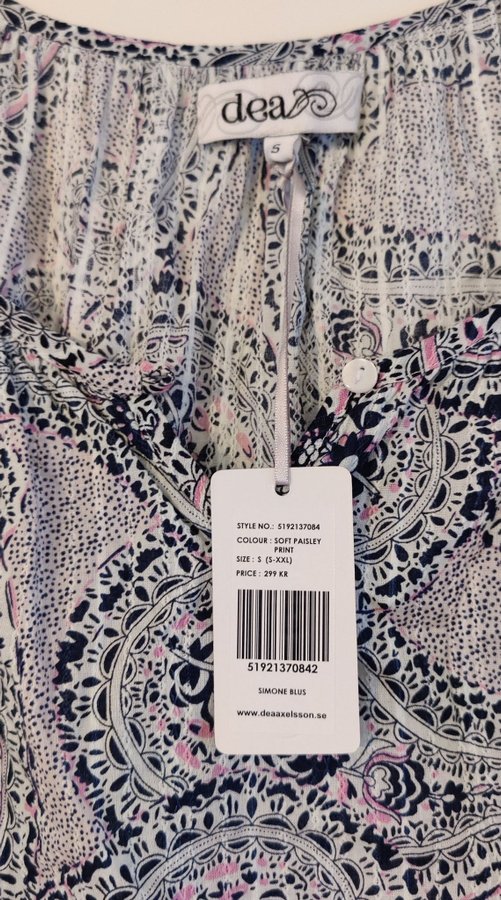 dea
S
STYLE NO.: 5192137084
COLOUR : SOFT PAISLEY
PRINT
SIZE : S (S-XXL)
PRICE : 299 KR
51921370842
SIMONE BLUS
www.deaaxelsson.se